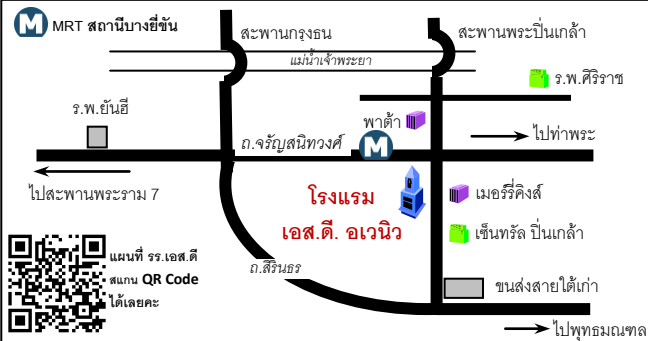 M MRT สถานีบางยี่ขัน
สะพานกรุงธน
สะพานพระปิ่นเกล้า
แม่น้ำเจ้าพระยา
ร.พ.ศิริราช
ร.พ.ยันฮี
พาต้า
ไปท่าพระ
ถ.จรัญสนิทวงศ์
M
ไปสะพานพระราม 7
โรงแรม
เอส.ดี. อเวนิว
เมอร์รี่คิงส์
เซ็นทรัล ปิ่นเกล้า
แผนที่ รร.เอส.ดี
สแกน QR Code
ได้เลยคะ
ถ.สิรินธร
ขนส่งสายใต้เก่า
ไปพุทธมณฑล